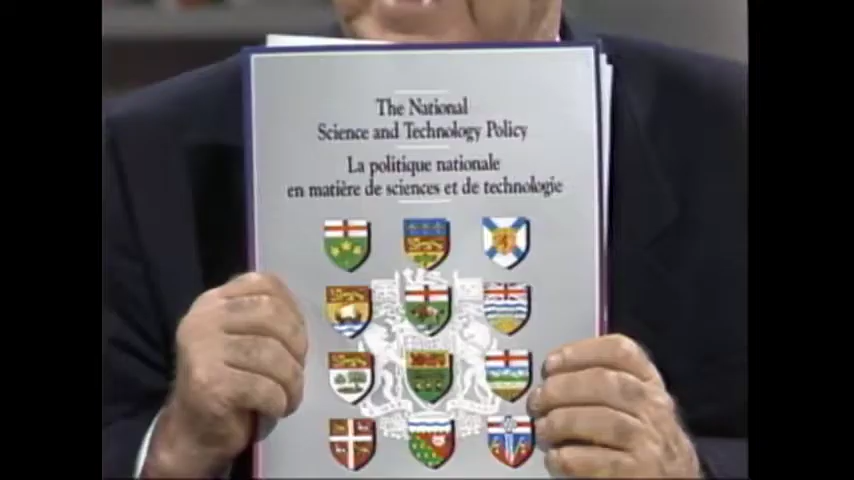 The National
Science and Technology Policy
La politique nationale
en matière de sciences et de technologie